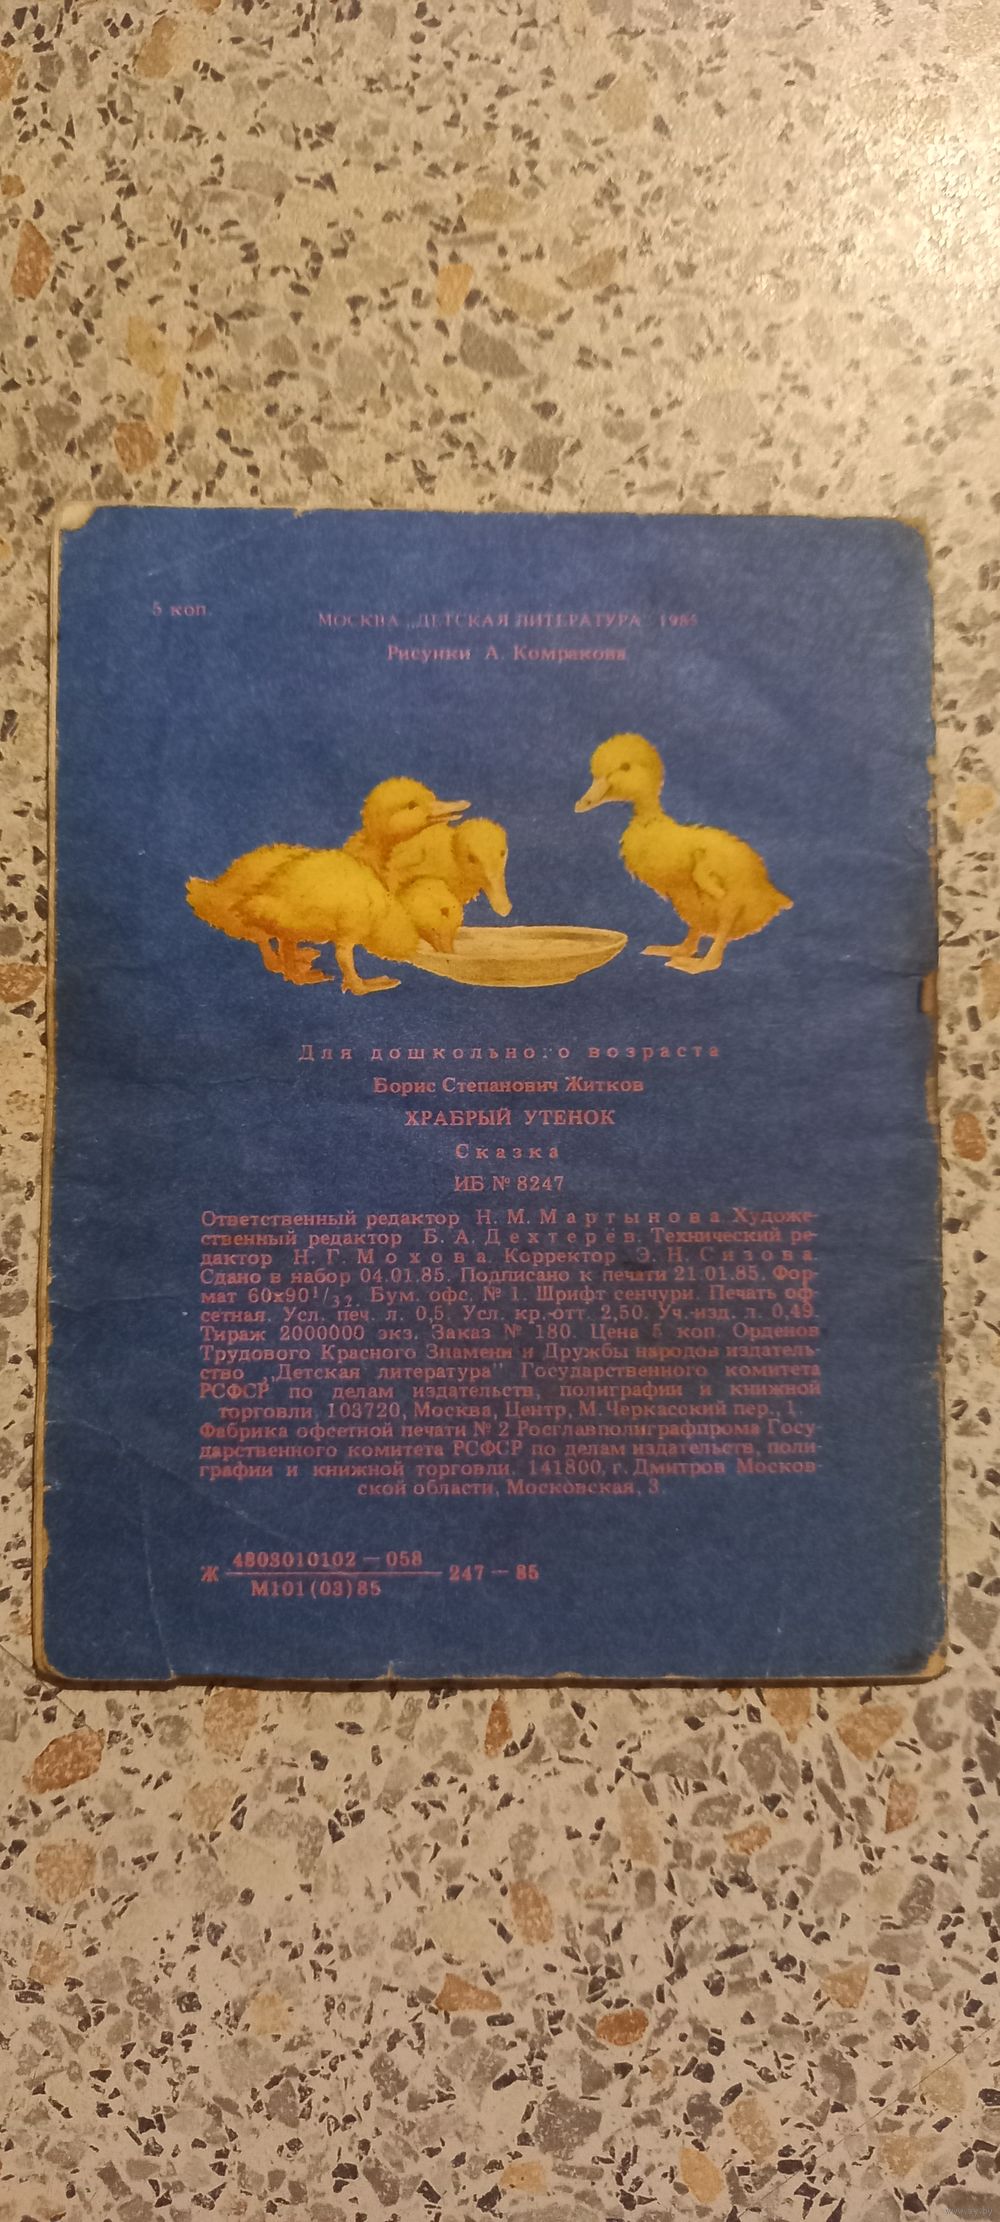 5 коп.
МОСКВА „ДЕТСКАЯ ЛИТЕРАТУРА" 1985
Рисунки А. Комракова
Для дошкольного возраста
Борис Степанович Житков
ХРАБРЫЙ УТЕНОК
Сказка
ИБ № 8247
Ответственный редактор Н. М. Мартынова. Художе-
ственный редактор Б. А. Дехтерёв. Технический ре-
дактор Н. Г. Мохова. Корректор Э. Н. Сизова.
Сдано в набор 04.01.85. Подписано к печати 21.01.85. Фор-
мат 60х90¹/₃₂. Бум. офс. № 1. Шрифт сенчури. Печать оф-
сетная. Усл. печ. л. 0,5. Усл. кр.-отт. 2,50. Уч.-изд. л. 0,49.
Тираж 2000000 экз. Заказ № 180. Цена 5 коп. Орденов
Трудового Красного Знамени и Дружбы народов издатель-
ство „Детская литература" Государственного комитета
РСФСР по делам издательств, полиграфии и книжной
торговли. 103720, Москва, Центр, М. Черкасский пер., 1.
Фабрика офсетной печати № 2 Росглавполиграфпрома Госу-
дарственного комитета РСФСР по делам издательств, поли-
графии и книжной торговли. 141800, г. Дмитров Москов-
ской области, Московская, 3.
Ж 4803010102 — 058
М101(03)85
247 — 85